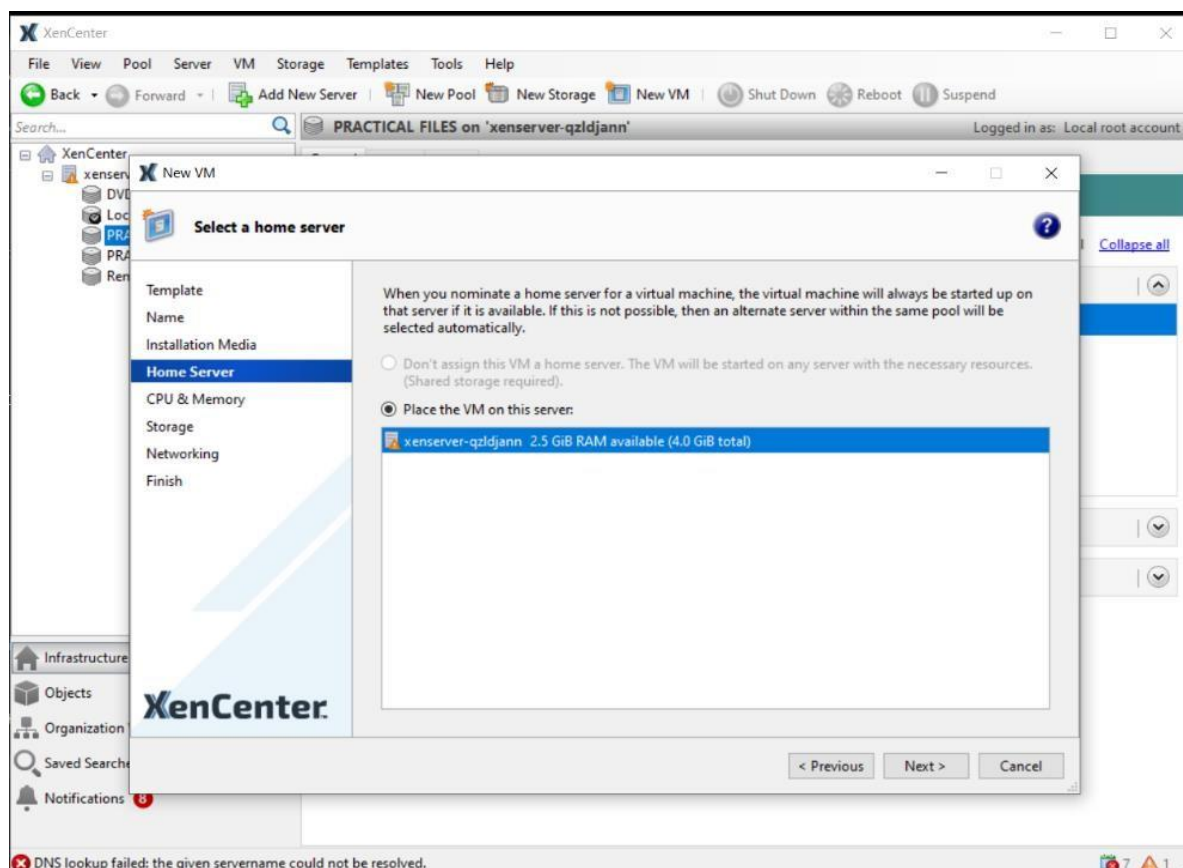 XenCenter
File View Pool Server VM Storage Templates Tools Help
Back Forward Add New Server New Pool New Storage New VM Shut Down Reboot Suspend
Search... PRACTICAL FILES on 'xenserver-qzldjann' Logged in as: Local root account
XenCenter
xenserv
DVD
Loc
PRA
PRA
Ren
New VM
Select a home server
Collapse all
Template
Name
Installation Media
Home Server
CPU & Memory
Storage
Networking
Finish
When you nominate a home server for a virtual machine, the virtual machine will always be started up on
that server if it is available. If this is not possible, then an alternate server within the same pool will be
selected automatically.
Don't assign this VM a home server. The VM will be started on any server with the necessary resources.
(Shared storage required).
Place the VM on this server:
xenserver-qzldjann 2.5 GiB RAM available (4.0 GiB total)
XenCenter
< Previous Next > Cancel
Infrastructure
Objects
Organization
Saved Searche
Notifications 8
DNS lookup failed: the given servername could not be resolved. 7 1